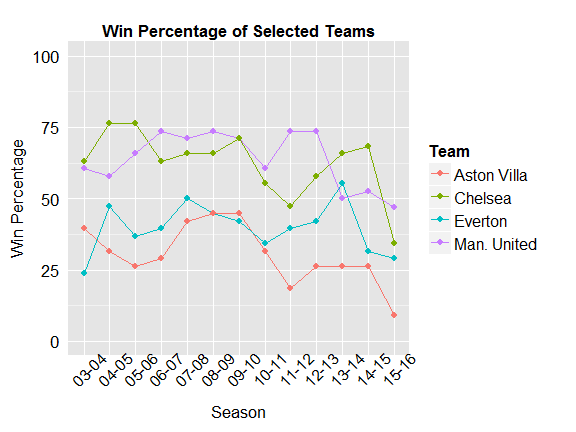 Win Percentage of Selected Teams
100
75
50
25
0
Win Percentage
03-04
04-05
05-06
06-07
07-08
08-09
09-10
10-11
11-12
12-13
13-14
14-15
15-16
Season
Team
Aston Villa
Chelsea
Everton
Man. United